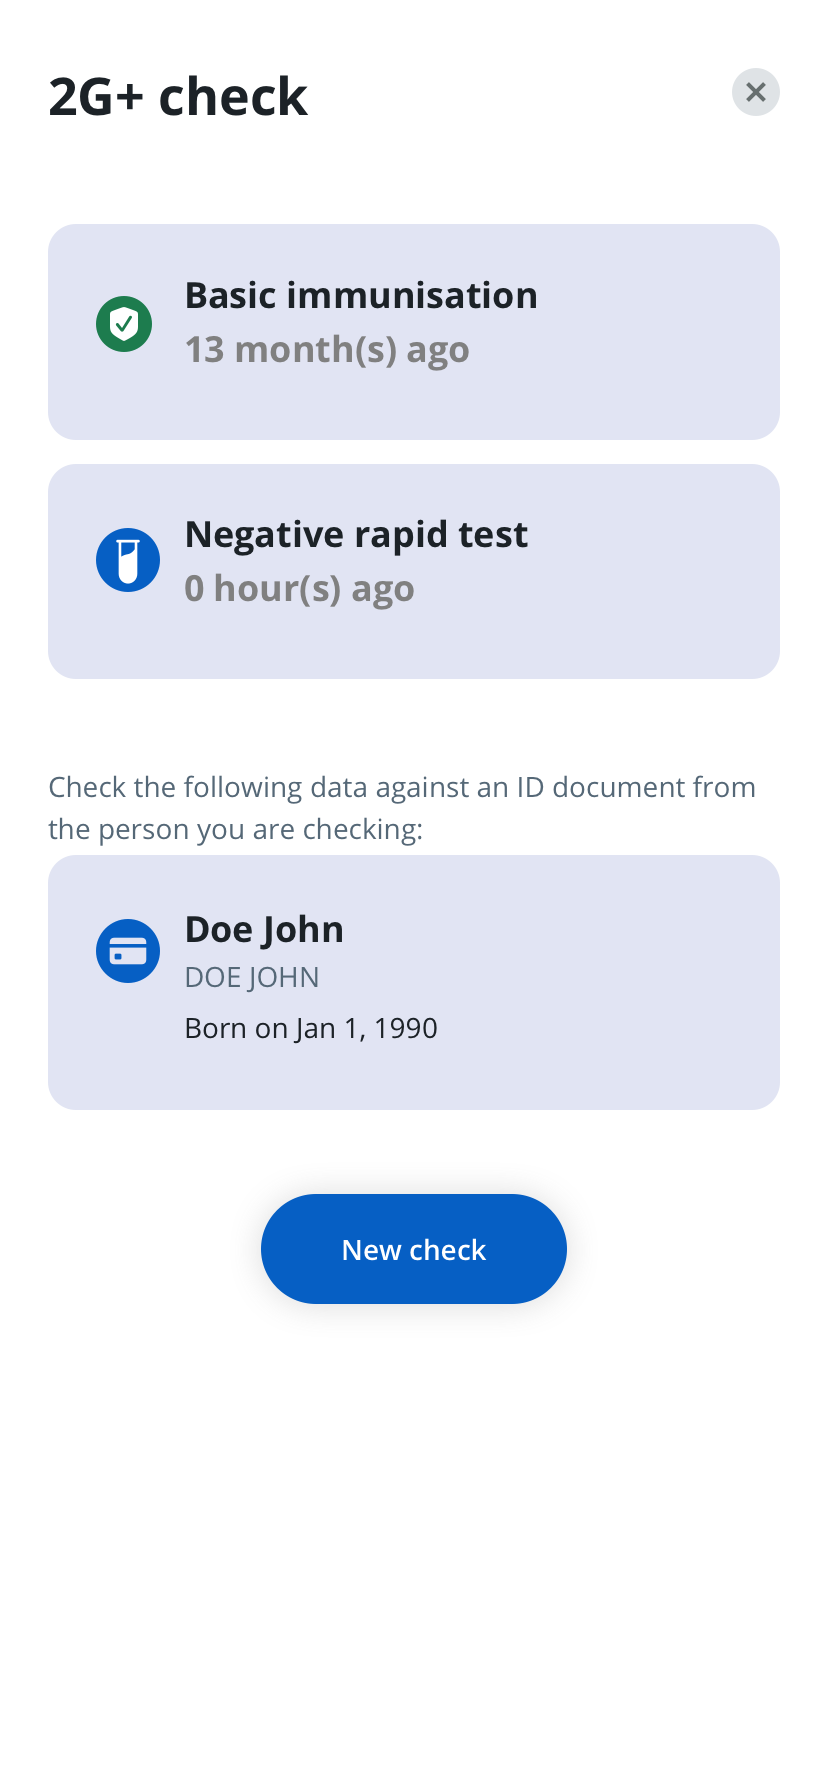 2G+ check
Basic immunisation
13 month(s) ago
Negative rapid test
0 hour(s) ago
Check the following data against an ID document from
the person you are checking:
Doe John
DOE JOHN
Born on Jan 1, 1990
New check